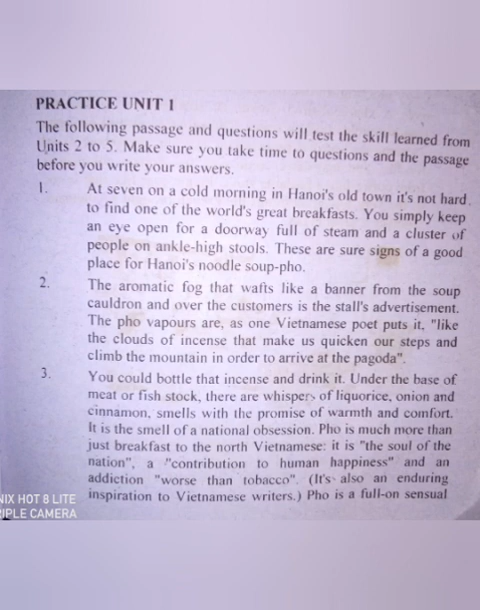 PRACTICE UNIT 1
The following passage and questions will test the skill learned from
Units 2 to 5. Make sure you take time to questions and the passage
before you write your answers.
1. At seven on a cold morning in Hanoi's old town it's not hard
to find one of the world's great breakfasts. You simply keep
an eye open for a doorway full of steam and a cluster of
people on ankle-high stools. These are sure signs of a good
place for Hanoi's noodle soup-pho.
2. The aromatic fog that wafts like a banner from the soup
cauldron and over the customers is the stall's advertisement.
The pho vapours are, as one Vietnamese poet puts it, "like
the clouds of incense that make us quicken our steps and
climb the mountain in order to arrive at the pagoda".
3. You could bottle that incense and drink it. Under the base of
meat or fish stock, there are whispers of liquorice, onion and
cinnamon, smells with the promise of warmth and comfort.
It is the smell of a national obsession. Pho is much more than
just breakfast to the north Vietnamese: it is "the soul of the
nation", a "contribution to human happiness" and an
addiction "worse than tobacco". (It's also an enduring
inspiration to Vietnamese writers.) Pho is a full-on sensual
NIX HOT 8 LITE
RIPLE CAMERA